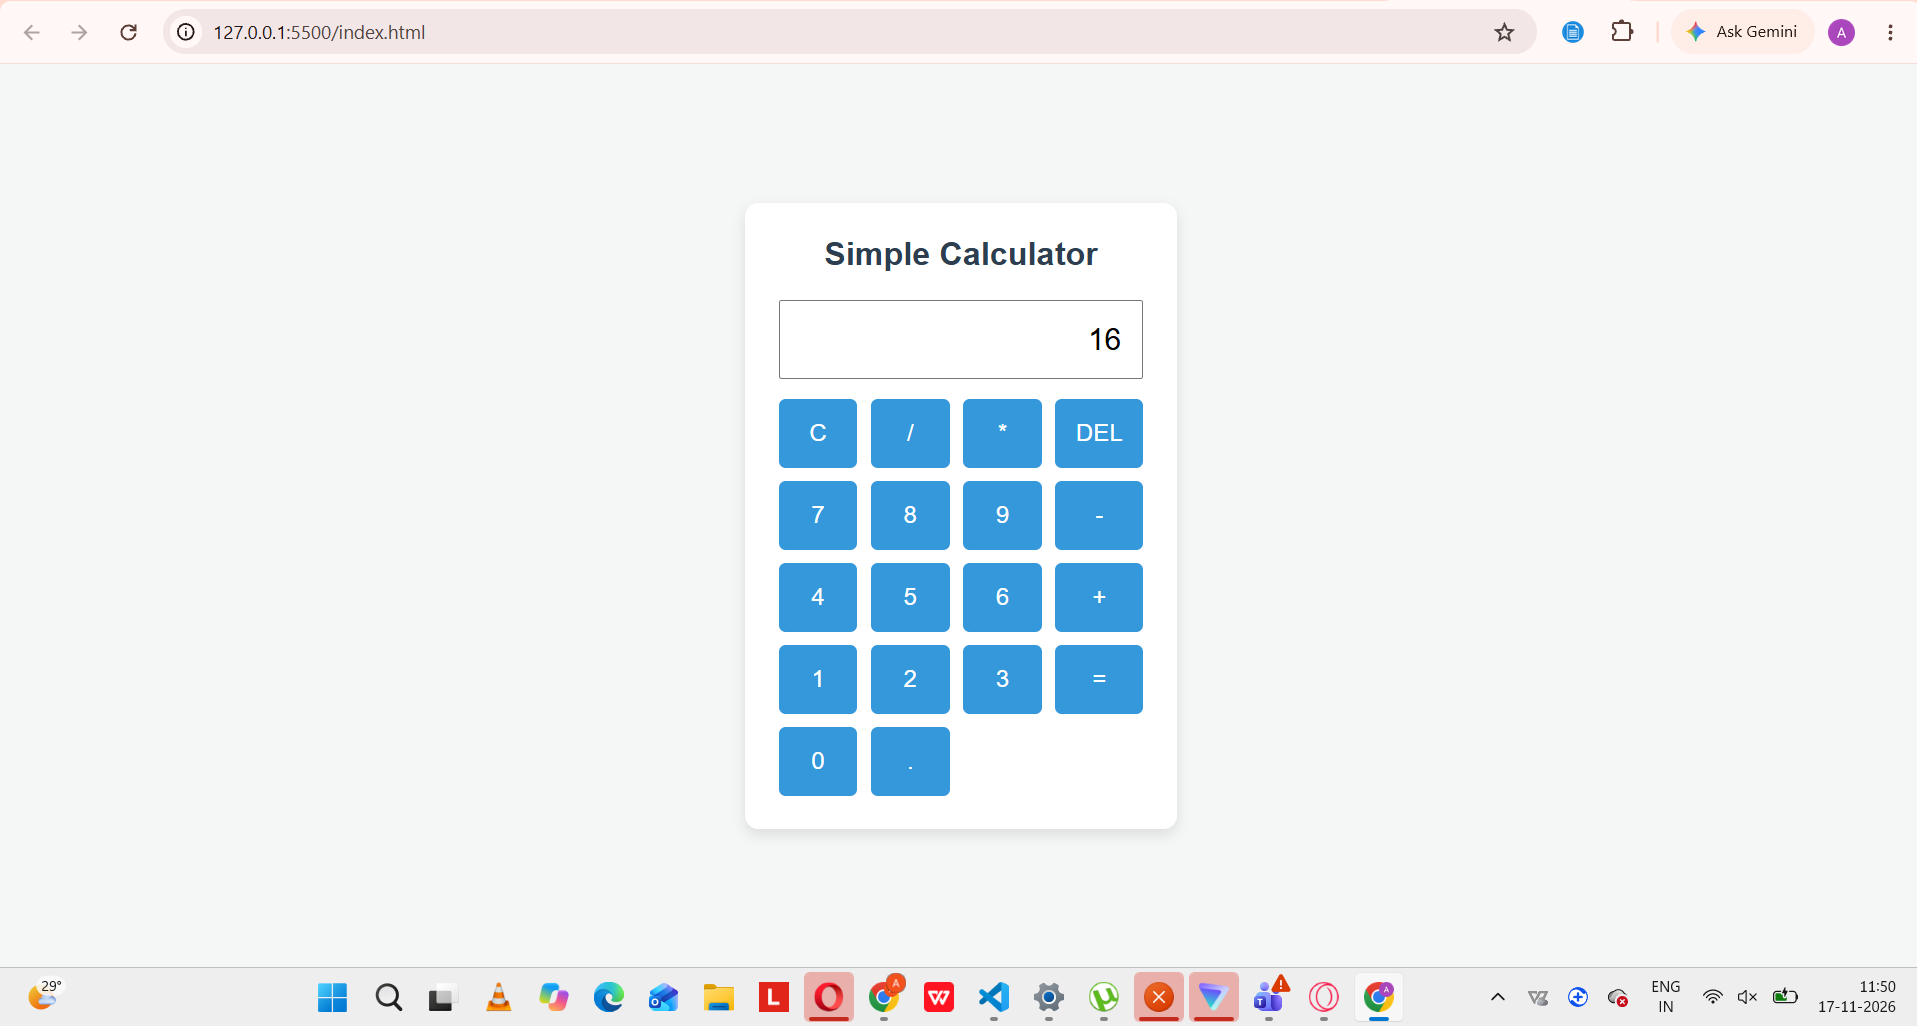 127.0.0.1:5500/index.html
Ask Gemini
A
Simple Calculator
16
C / * DEL
7 8 9 -
4 5 6 +
1 2 3 =
0 .
29°
L
A
W
T
A
ENG
IN
11:50
17-11-2026